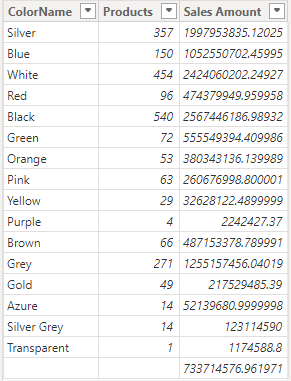 ColorName Products Sales Amount
Silver 357 1997953835.12025
Blue 150 1052550702.45995
White 454 2424060202.24927
Red 96 474379949.959958
Black 540 2567446186.98932
Green 72 555549394.409986
Orange 53 380343136.139989
Pink 63 260676998.800001
Yellow 29 32628122.4899999
Purple 4 2242427.37
Brown 66 487153378.789991
Grey 271 1255157456.04019
Gold 49 217529485.39
Azure 14 52139680.9999998
Silver Grey 14 123114590
Transparent 1 1174588.8
733714576.961971